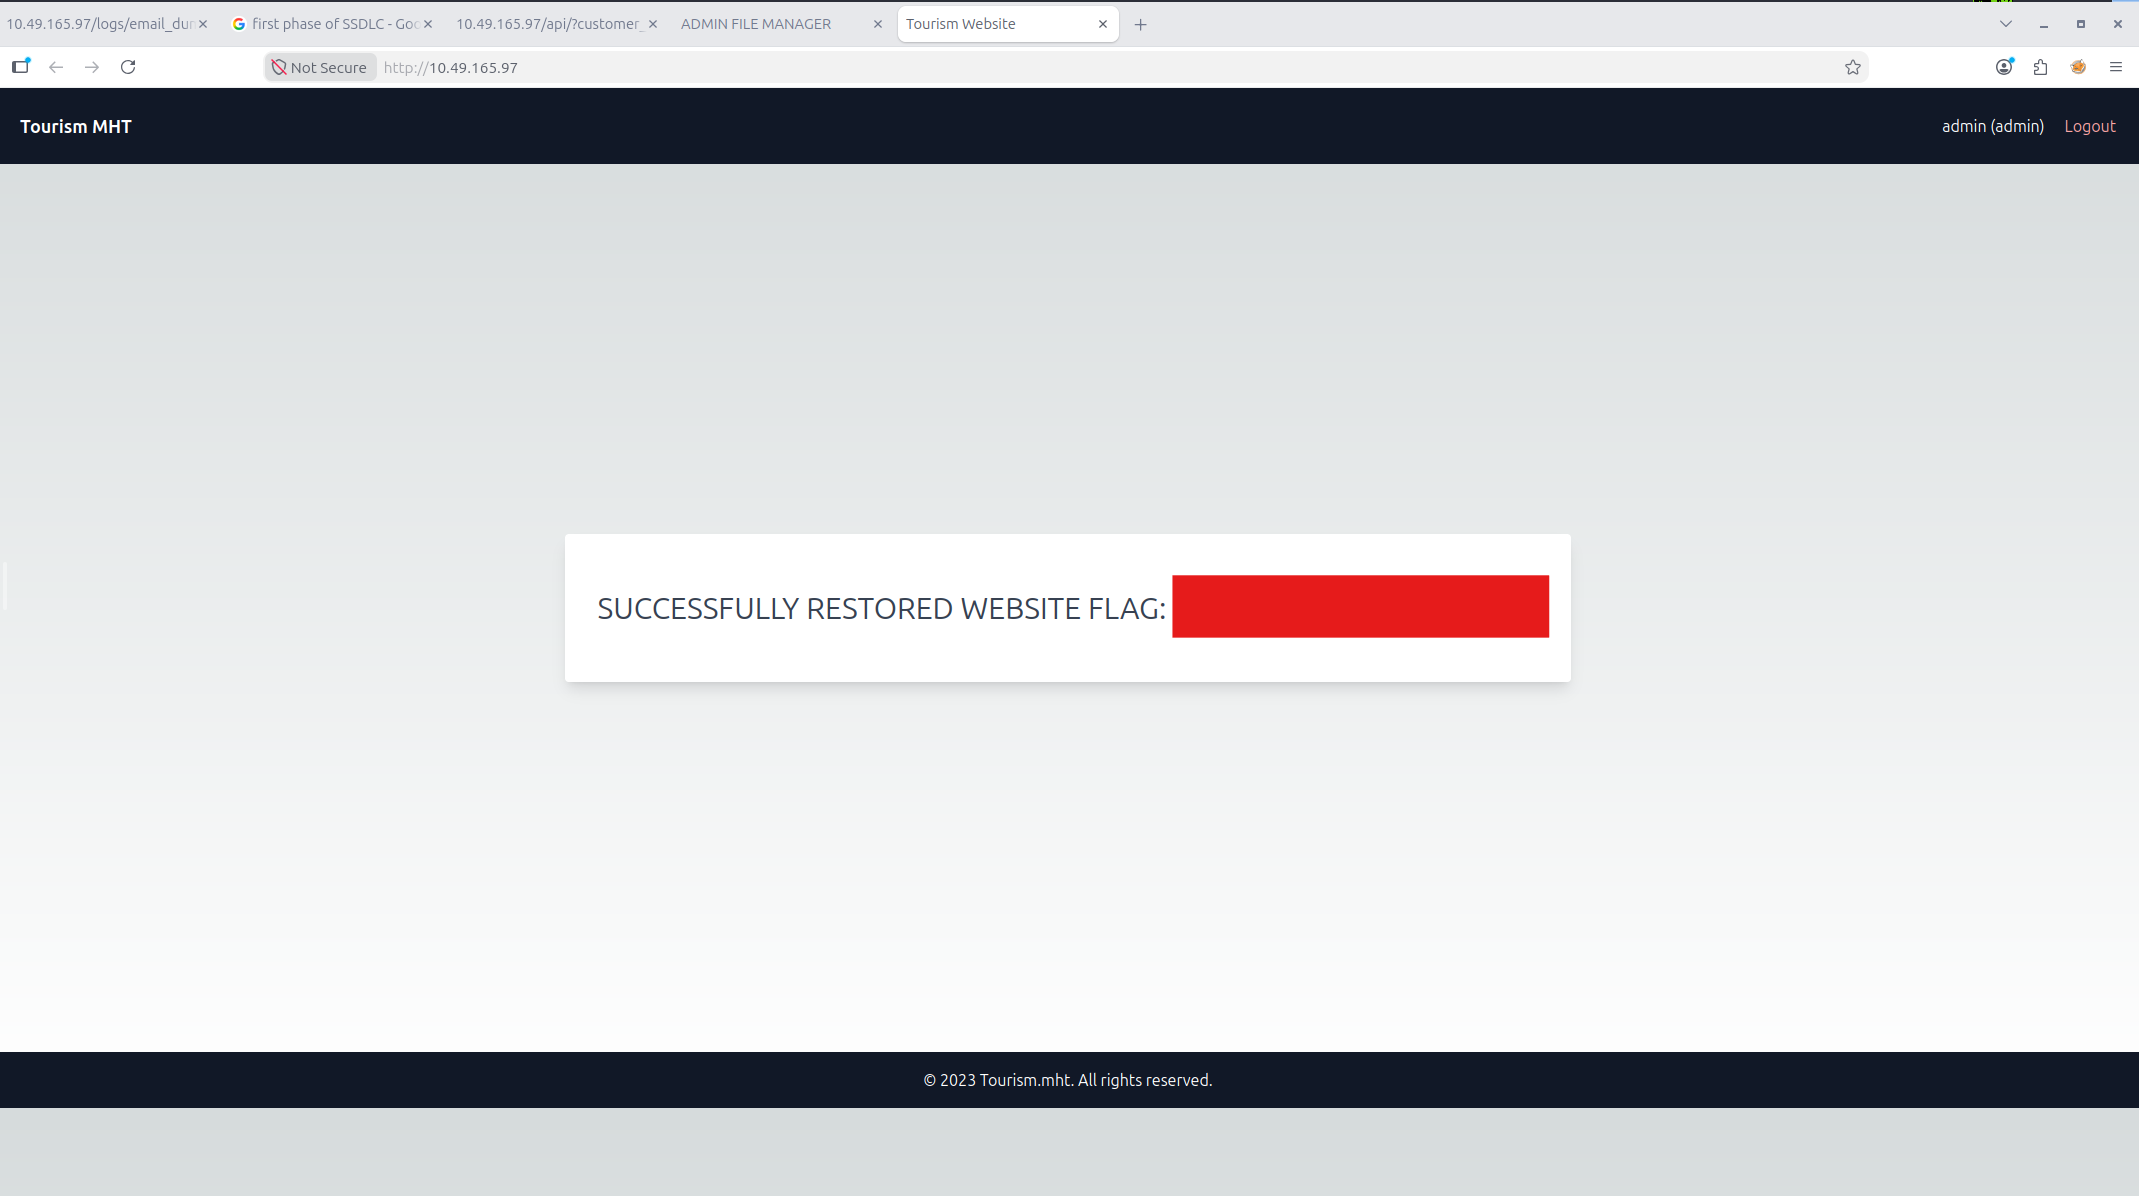 10.49.165.97/logs/email_dur
first phase of SSDLC - Goo
10.49.165.97/api/?customer_
ADMIN FILE MANAGER
Tourism Website
Not Secure
http://10.49.165.97
Tourism MHT
admin (admin)
Logout
SUCCESSFULLY RESTORED WEBSITE FLAG:
© 2023 Tourism.mht. All rights reserved.